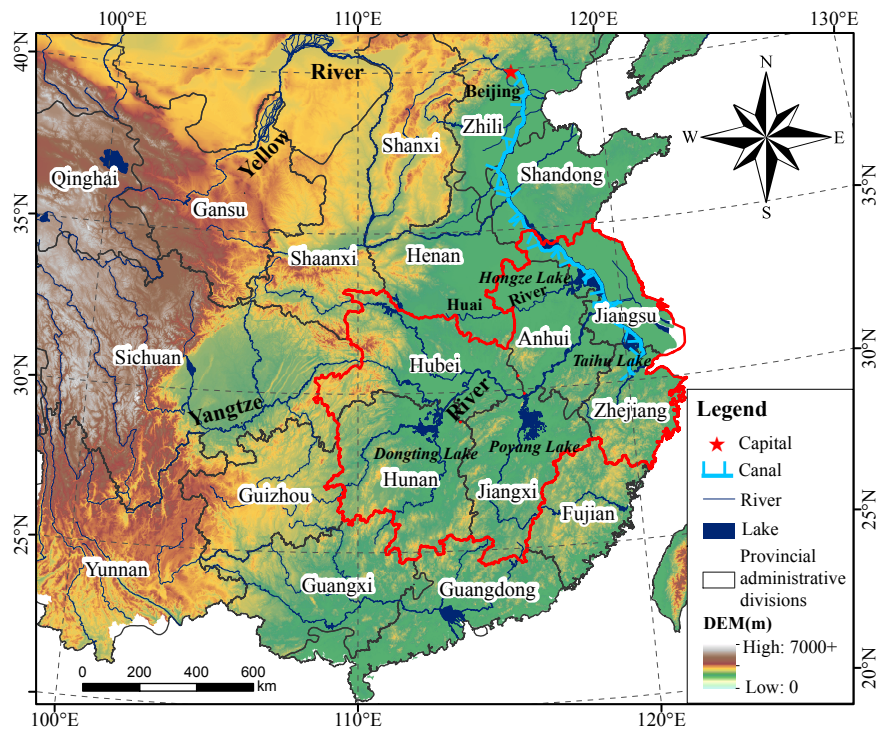 100°E 110°E 120°E 130°E
40°N
35°N
30°N
25°N
35°N
30°N
25°N
20°N
100°E 110°E 120°E
River
Yellow
Beijing
Zhili
Shanxi
Shandong
Qinghai
Gansu
Shaanxi
Henan
Hongze Lake
Huai River
Jiangsu
Anhui
Sichuan
Hubei
Taihu Lake
Yangtze River
Zhejiang
Dongting Lake
Poyang Lake
Hunan
Jiangxi
Guizhou
Fujian
Yunnan
Guangxi
Guangdong
N
W E
S
Legend
Capital
Canal
River
Lake
Provincial
administrative
divisions
DEM(m)
High: 7000+
Low: 0
0 200 400 600
km